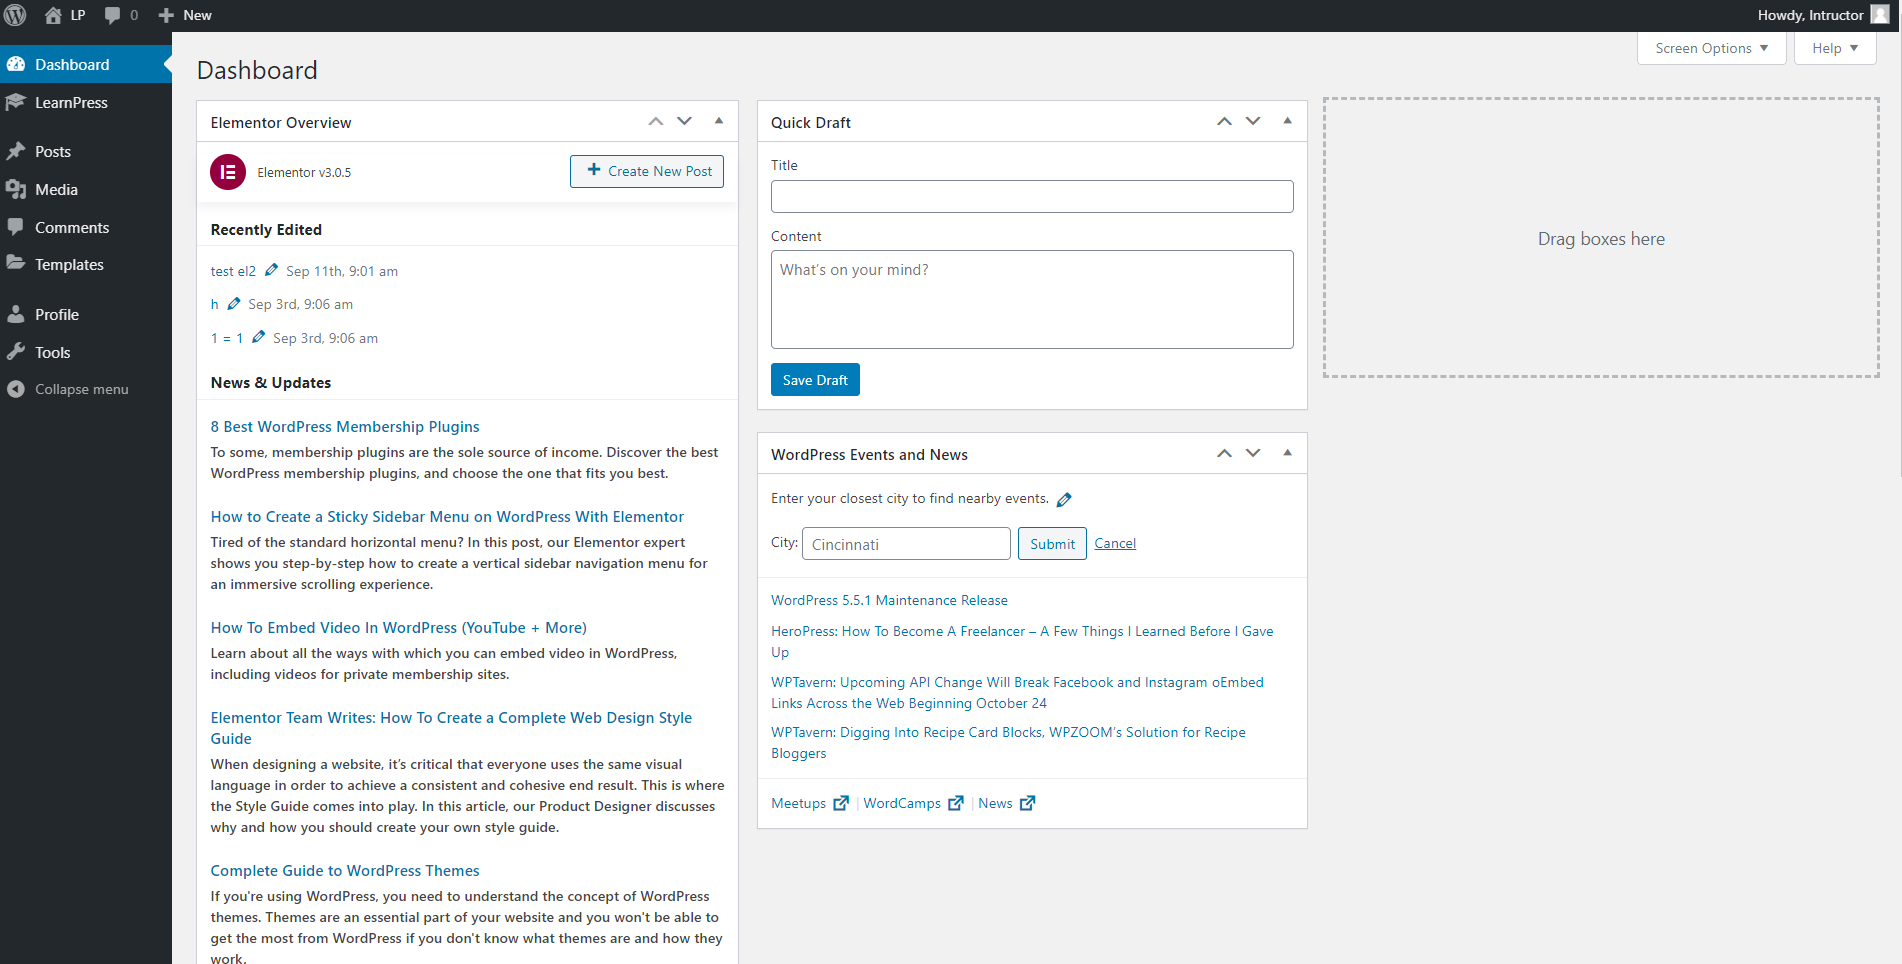 LP
0
New
Howdy, Intructor
Dashboard
LearnPress
Posts
Media
Comments
Templates
Profile
Tools
Collapse menu
Screen Options
Help
Dashboard
Elementor Overview
Elementor v3.0.5
Create New Post
Recently Edited
test el2 Sep 11th, 9:01 am
h Sep 3rd, 9:06 am
1 = 1 Sep 3rd, 9:06 am
News & Updates
8 Best WordPress Membership Plugins
To some, membership plugins are the sole source of income. Discover the best
WordPress membership plugins, and choose the one that fits you best.
How to Create a Sticky Sidebar Menu on WordPress With Elementor
Tired of the standard horizontal menu? In this post, our Elementor expert
shows you step-by-step how to create a vertical sidebar navigation menu for
an immersive scrolling experience.
How To Embed Video In WordPress (YouTube + More)
Learn about all the ways with which you can embed video in WordPress,
including videos for private membership sites.
Elementor Team Writes: How To Create a Complete Web Design Style
Guide
When designing a website, it's critical that everyone uses the same visual
language in order to achieve a consistent and cohesive end result. This is where
the Style Guide comes into play. In this article, our Product Designer discusses
why and how you should create your own style guide.
Complete Guide to WordPress Themes
If you're using WordPress, you need to understand the concept of WordPress
themes. Themes are an essential part of your website and you won't be able to
get the most from WordPress if you don't know what themes are and how they
work.
Quick Draft
Title
Content
What's on your mind?
Save Draft
WordPress Events and News
Enter your closest city to find nearby events.
City: Cincinnati Submit Cancel
WordPress 5.5.1 Maintenance Release
HeroPress: How To Become A Freelancer – A Few Things I Learned Before I Gave
Up
WPTavern: Upcoming API Change Will Break Facebook and Instagram oEmbed
Links Across the Web Beginning October 24
WPTavern: Digging Into Recipe Card Blocks, WPZOOM's Solution for Recipe
Bloggers
Meetups | WordCamps | News
Drag boxes here